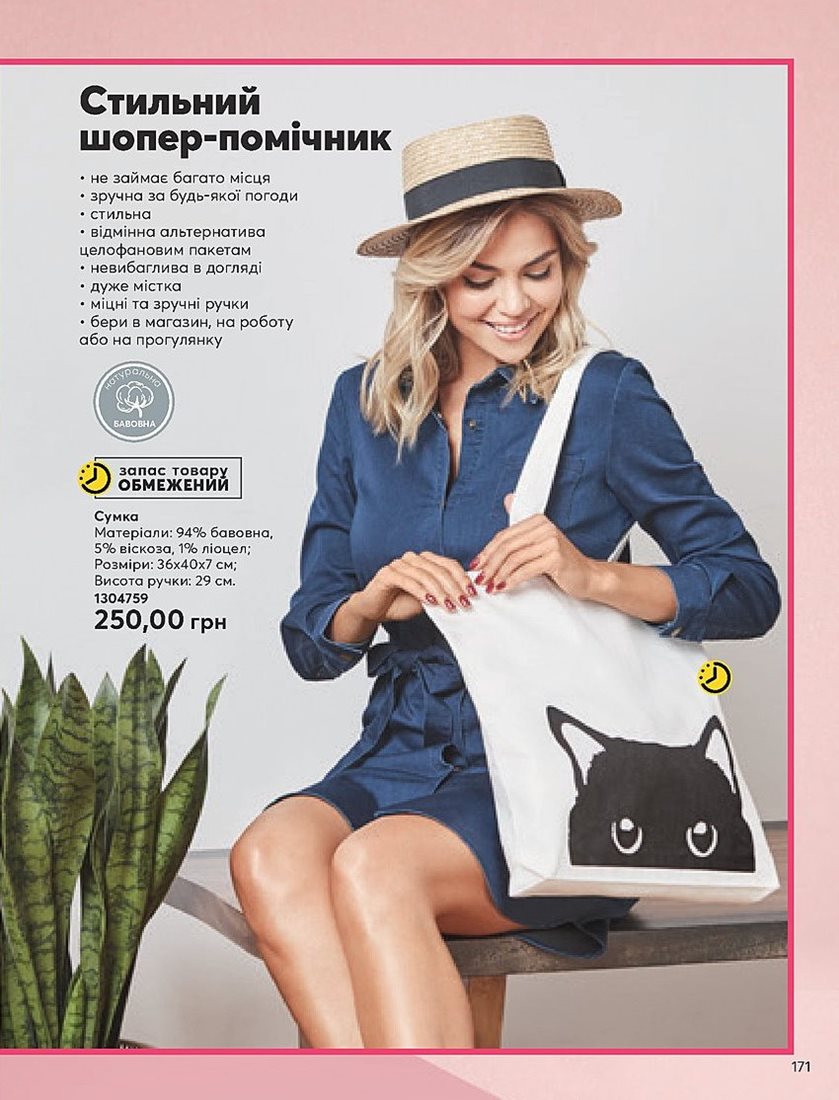 Стильний
шопер-помічник
• не займає багато місця
• зручна за будь-якої погоди
• стильна
• відмінна альтернатива
целофановим пакетам
• невибаглива в догляді
• дуже містка
• міцні та зручні ручки
• бери в магазин, на роботу
або на прогулянку
натуральна
БАВОВНА
запас товару
ОБМЕЖЕНИЙ
Сумка
Матеріали: 94% бавовна,
5% віскоза, 1% ліоцел;
Розміри: 36х40х7 см;
Висота ручки: 29 см.
1304759
250,00 грн
171